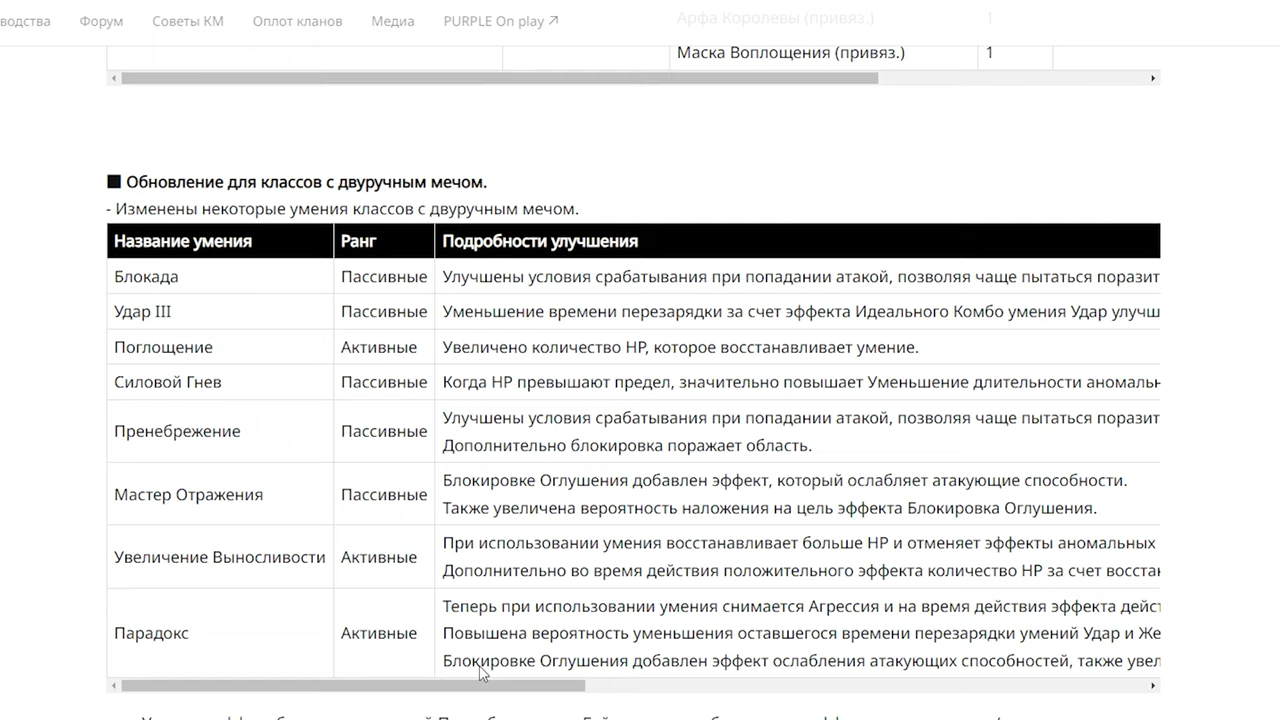 водства Форум Советы КМ Оплот кланов Медиа PURPLE On play
Арфа Королевы (привяз.) 1
Маска Воплощения (привяз.) 1
■ Обновление для классов с двуручным мечом.
- Изменены некоторые умения классов с двуручным мечом.
Название умения Ранг Подробности улучшения
Блокада Пассивные Улучшены условия срабатывания при попадании атакой, позволяя чаще пытаться поразит
Удар III Пассивные Уменьшение времени перезарядки за счет эффекта Идеального Комбо умения Удар улучш
Поглощение Активные Увеличено количество HP, которое восстанавливает умение.
Силовой Гнев Пассивные Когда HP превышают предел, значительно повышает Уменьшение длительности аномальн
Пренебрежение Пассивные Улучшены условия срабатывания при попадании атакой, позволяя чаще пытаться поразит
Дополнительно блокировка поражает область.
Мастер Отражения Пассивные Блокировке Оглушения добавлен эффект, который ослабляет атакующие способности.
Также увеличена вероятность наложения на цель эффекта Блокировка Оглушения.
Увеличение Выносливости Активные При использовании умения восстанавливает больше HP и отменяет эффекты аномальных
Дополнительно во время действия положительного эффекта количество HP за счет восстан
Парадокс Активные Теперь при использовании умения снимается Агрессия и на время действия эффекта дейст
Повышена вероятность уменьшения оставшегося времени перезарядки умений Удар и Же
Блокировке Оглушения добавлен эффект ослабления атакующих способностей, также увел